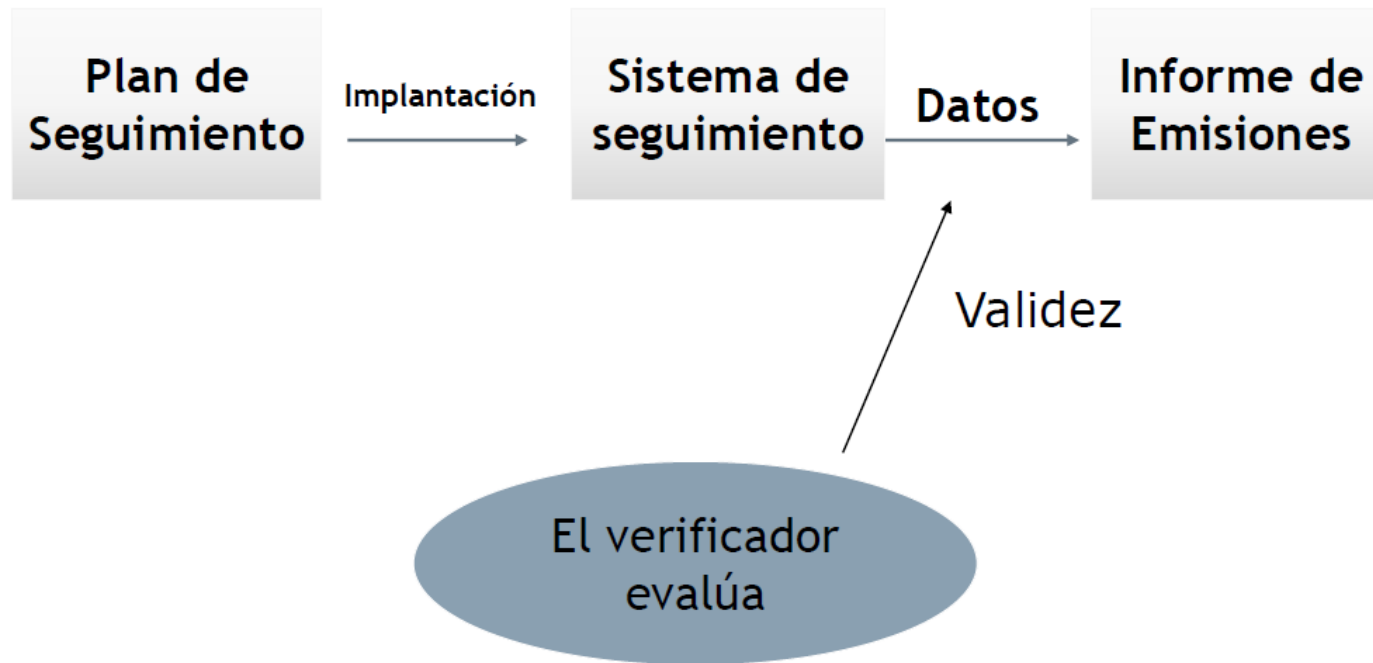 Plan de
Seguimiento
Implantación
Sistema de
seguimiento
Datos
Informe de
Emisiones
Validez
El verificador
evalúa